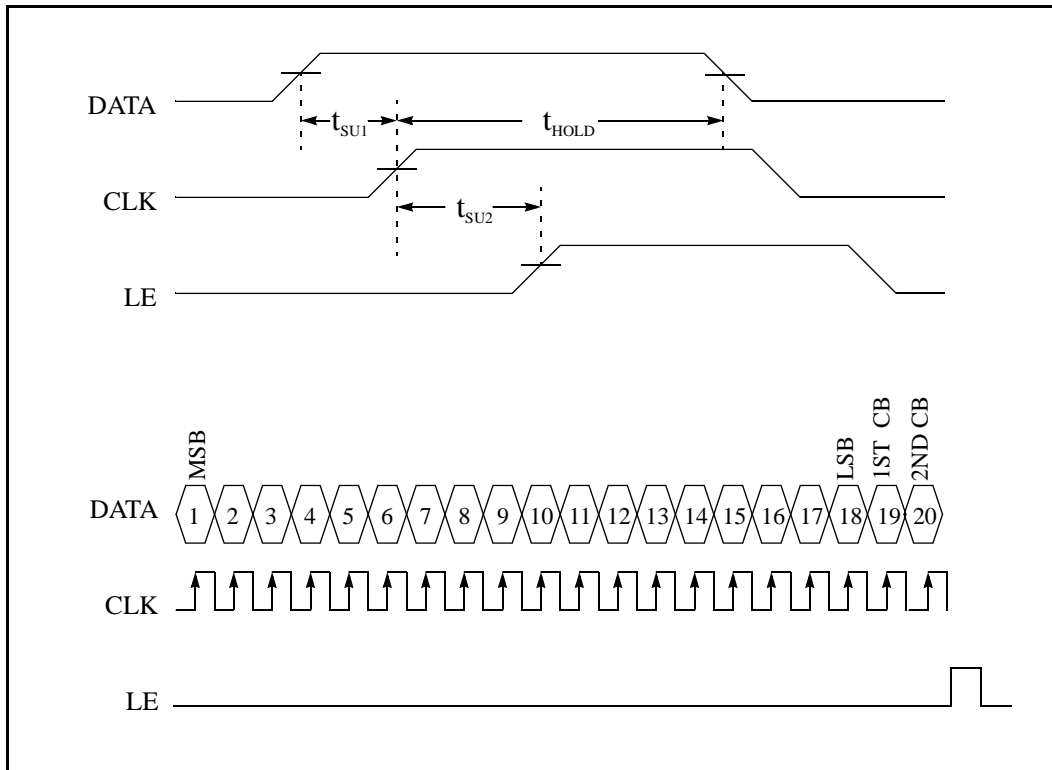 DATA
tSU1
tHOLD
CLK
tSU2
LE
MSB
LSB
1ST CB
2ND CB
DATA
1 2 3 4 5 6 7 8 9 10 11 12 13 14 15 16 17 18 19 20
CLK
LE